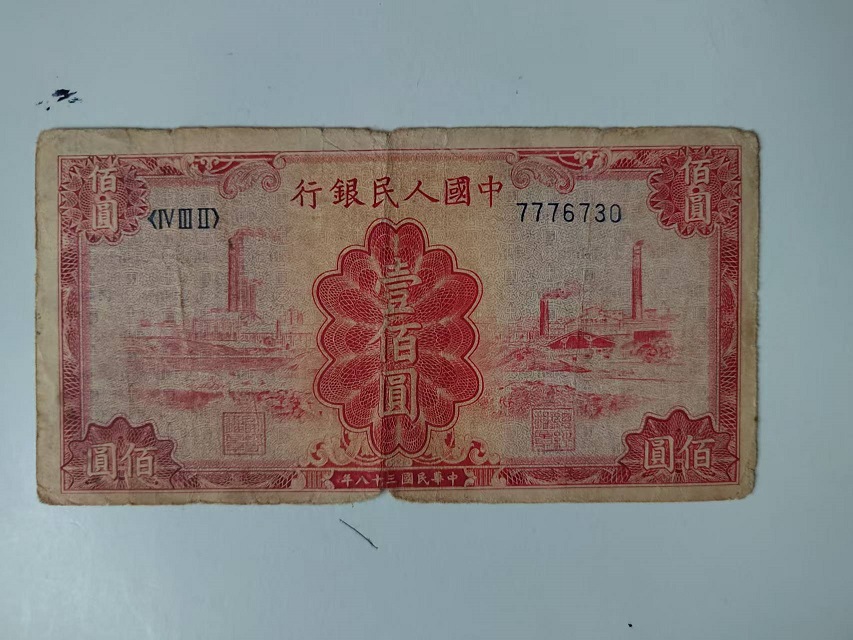 佰圓
中國人民銀行
佰圓
<IV III II>
7776730
壹佰圓
佰圓
中華民國三十八年
佰圓